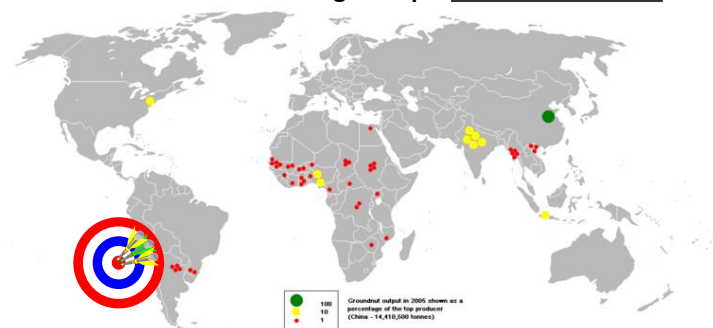 100
10
1
Groundnut output in 2005 shown as a
percentage of the top producer
(China - 14,410,500 tonnes)